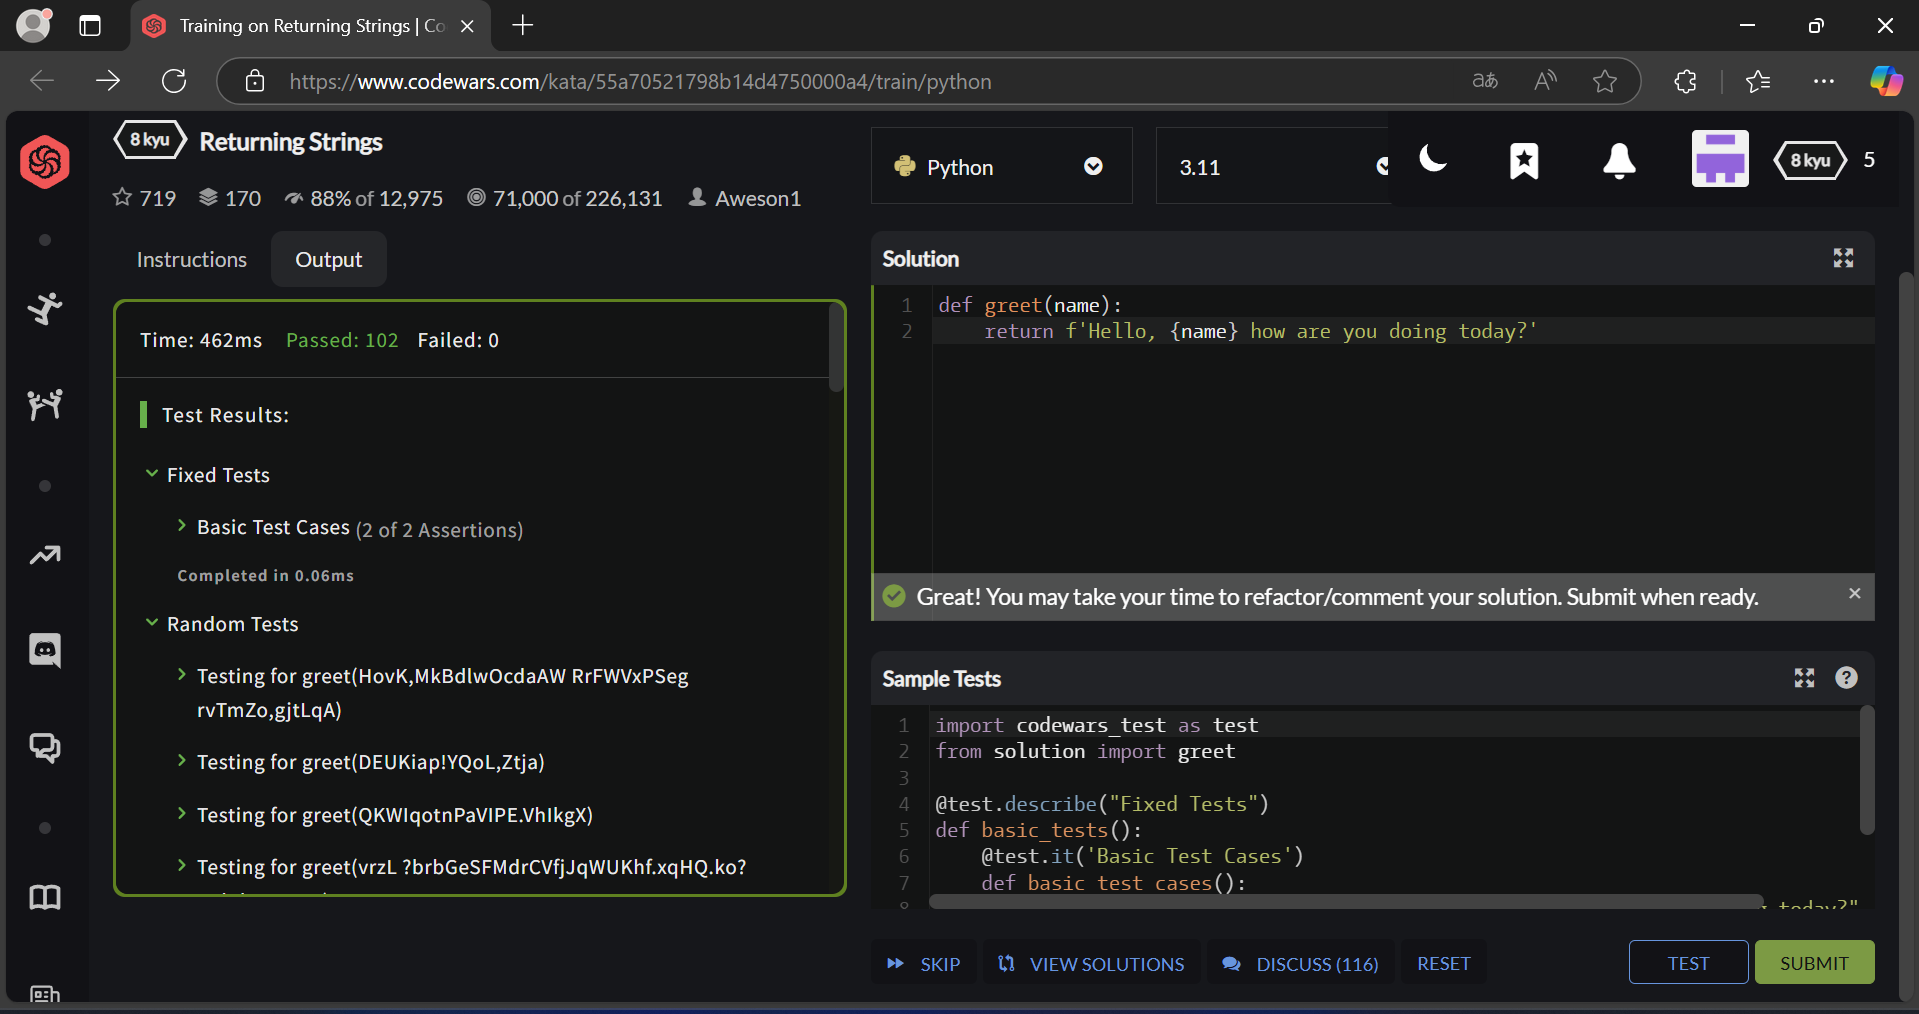 Training on Returning Strings | Co
https://www.codewars.com/kata/55a70521798b14d4750000a4/train/python
aあ
8 kyu
Returning Strings
Python
3.11
8 kyu
5
719
170
88% of 12,975
71,000 of 226,131
Aweson1
Instructions
Output
Time: 462ms Passed: 102 Failed: 0
Test Results:
Fixed Tests
Basic Test Cases (2 of 2 Assertions)
Completed in 0.06ms
Random Tests
Testing for greet(HovK,MkBdlwOcdaAW RrFWVxPSeg
rvTmZo,gjtLqA)
Testing for greet(DEUKiap!YQoL,Ztja)
Testing for greet(QKWIqotnPaVIPE.VhIkgX)
Testing for greet(vrzL ?brbGeSFMdrCVfjJqWUKhf.xqHQ.ko?
Solution
1 def greet(name):
2 return f'Hello, {name} how are you doing today?'
Great! You may take your time to refactor/comment your solution. Submit when ready.
Sample Tests
1 import codewars_test as test
2 from solution import greet
3
4 @test.describe("Fixed Tests")
5 def basic_tests():
6 @test.it('Basic Test Cases')
7 def basic_test_cases():
8 today?"
SKIP
VIEW SOLUTIONS
DISCUSS (116)
RESET
TEST
SUBMIT